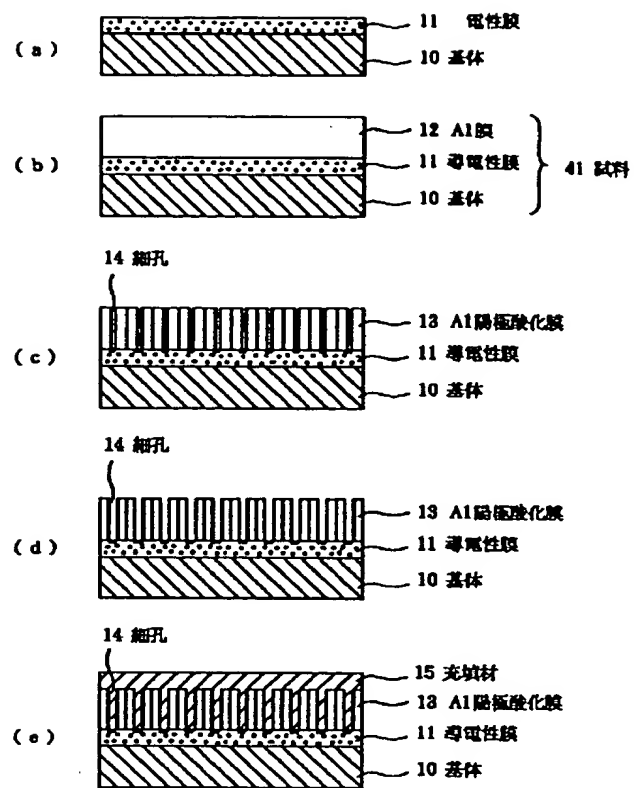 (a)
11 電性膜
10 基体
(b)
12 Al膜
11 導電性膜
10 基体
41 試料
14 細孔
(c)
13 Al陽極酸化膜
11 導電性膜
10 基体
14 細孔
(d)
13 Al陽極酸化膜
11 導電性膜
10 基体
14 細孔
(e)
15 充填材
13 Al陽極酸化膜
11 導電性膜
10 基体